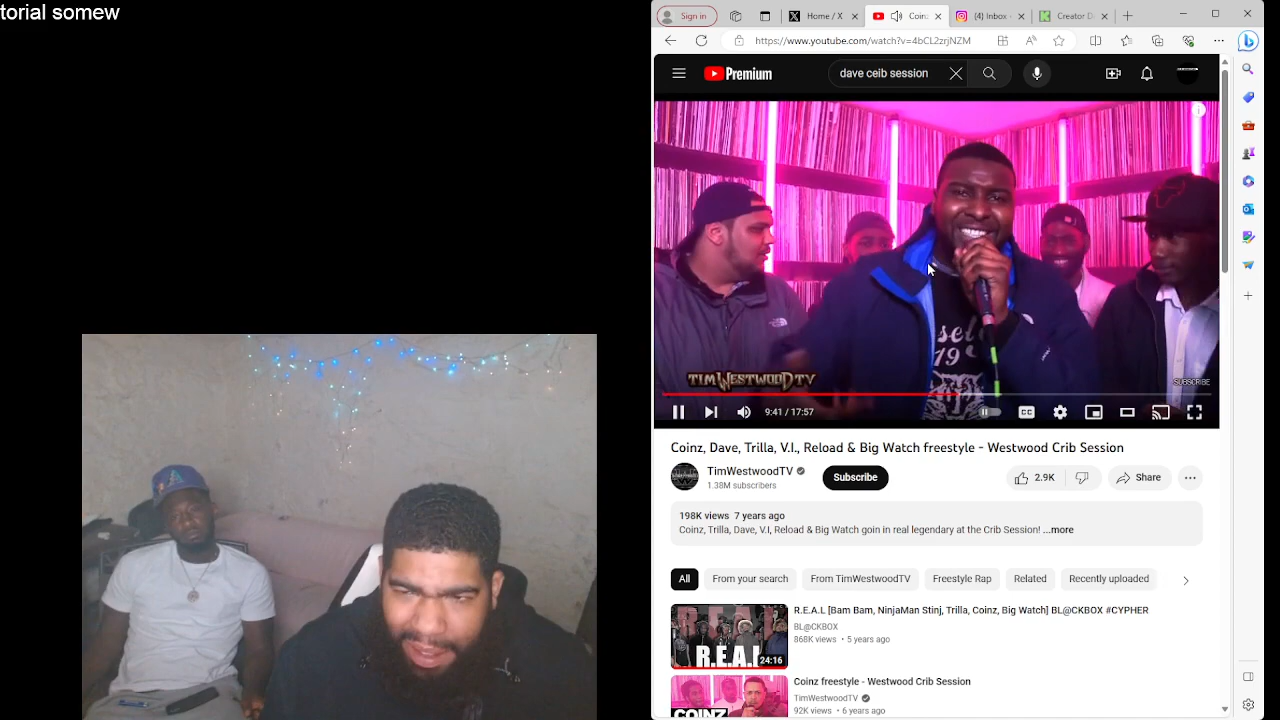 torial somew
Sign in
Home / X
Coinz
(4) Inbox
Creator D
https://www.youtube.com/watch?v=4bCL2zrjNZM
Premium
dave ceib session
TIMWESTWOODTV
SUBSCRIBE
9:41 / 17:57
CC
Coinz, Dave, Trilla, V.I., Reload & Big Watch freestyle - Westwood Crib Session
TimWestwoodTV
1.38M subscribers
Subscribe
2.9K
Share
198K views 7 years ago
Coinz, Trilla, Dave, V.I, Reload & Big Watch goin in real legendary at the Crib Session! ...more
All
From your search
From TimWestwoodTV
Freestyle Rap
Related
Recently uploaded
R.E.A.L [Bam Bam, NinjaMan Stinj, Trilla, Coinz, Big Watch] BL@CKBOX #CYPHER
BL@CKBOX
868K views • 5 years ago
R.E.A.L
24:16
Coinz freestyle - Westwood Crib Session
TimWestwoodTV
92K views • 6 years ago
COINZ